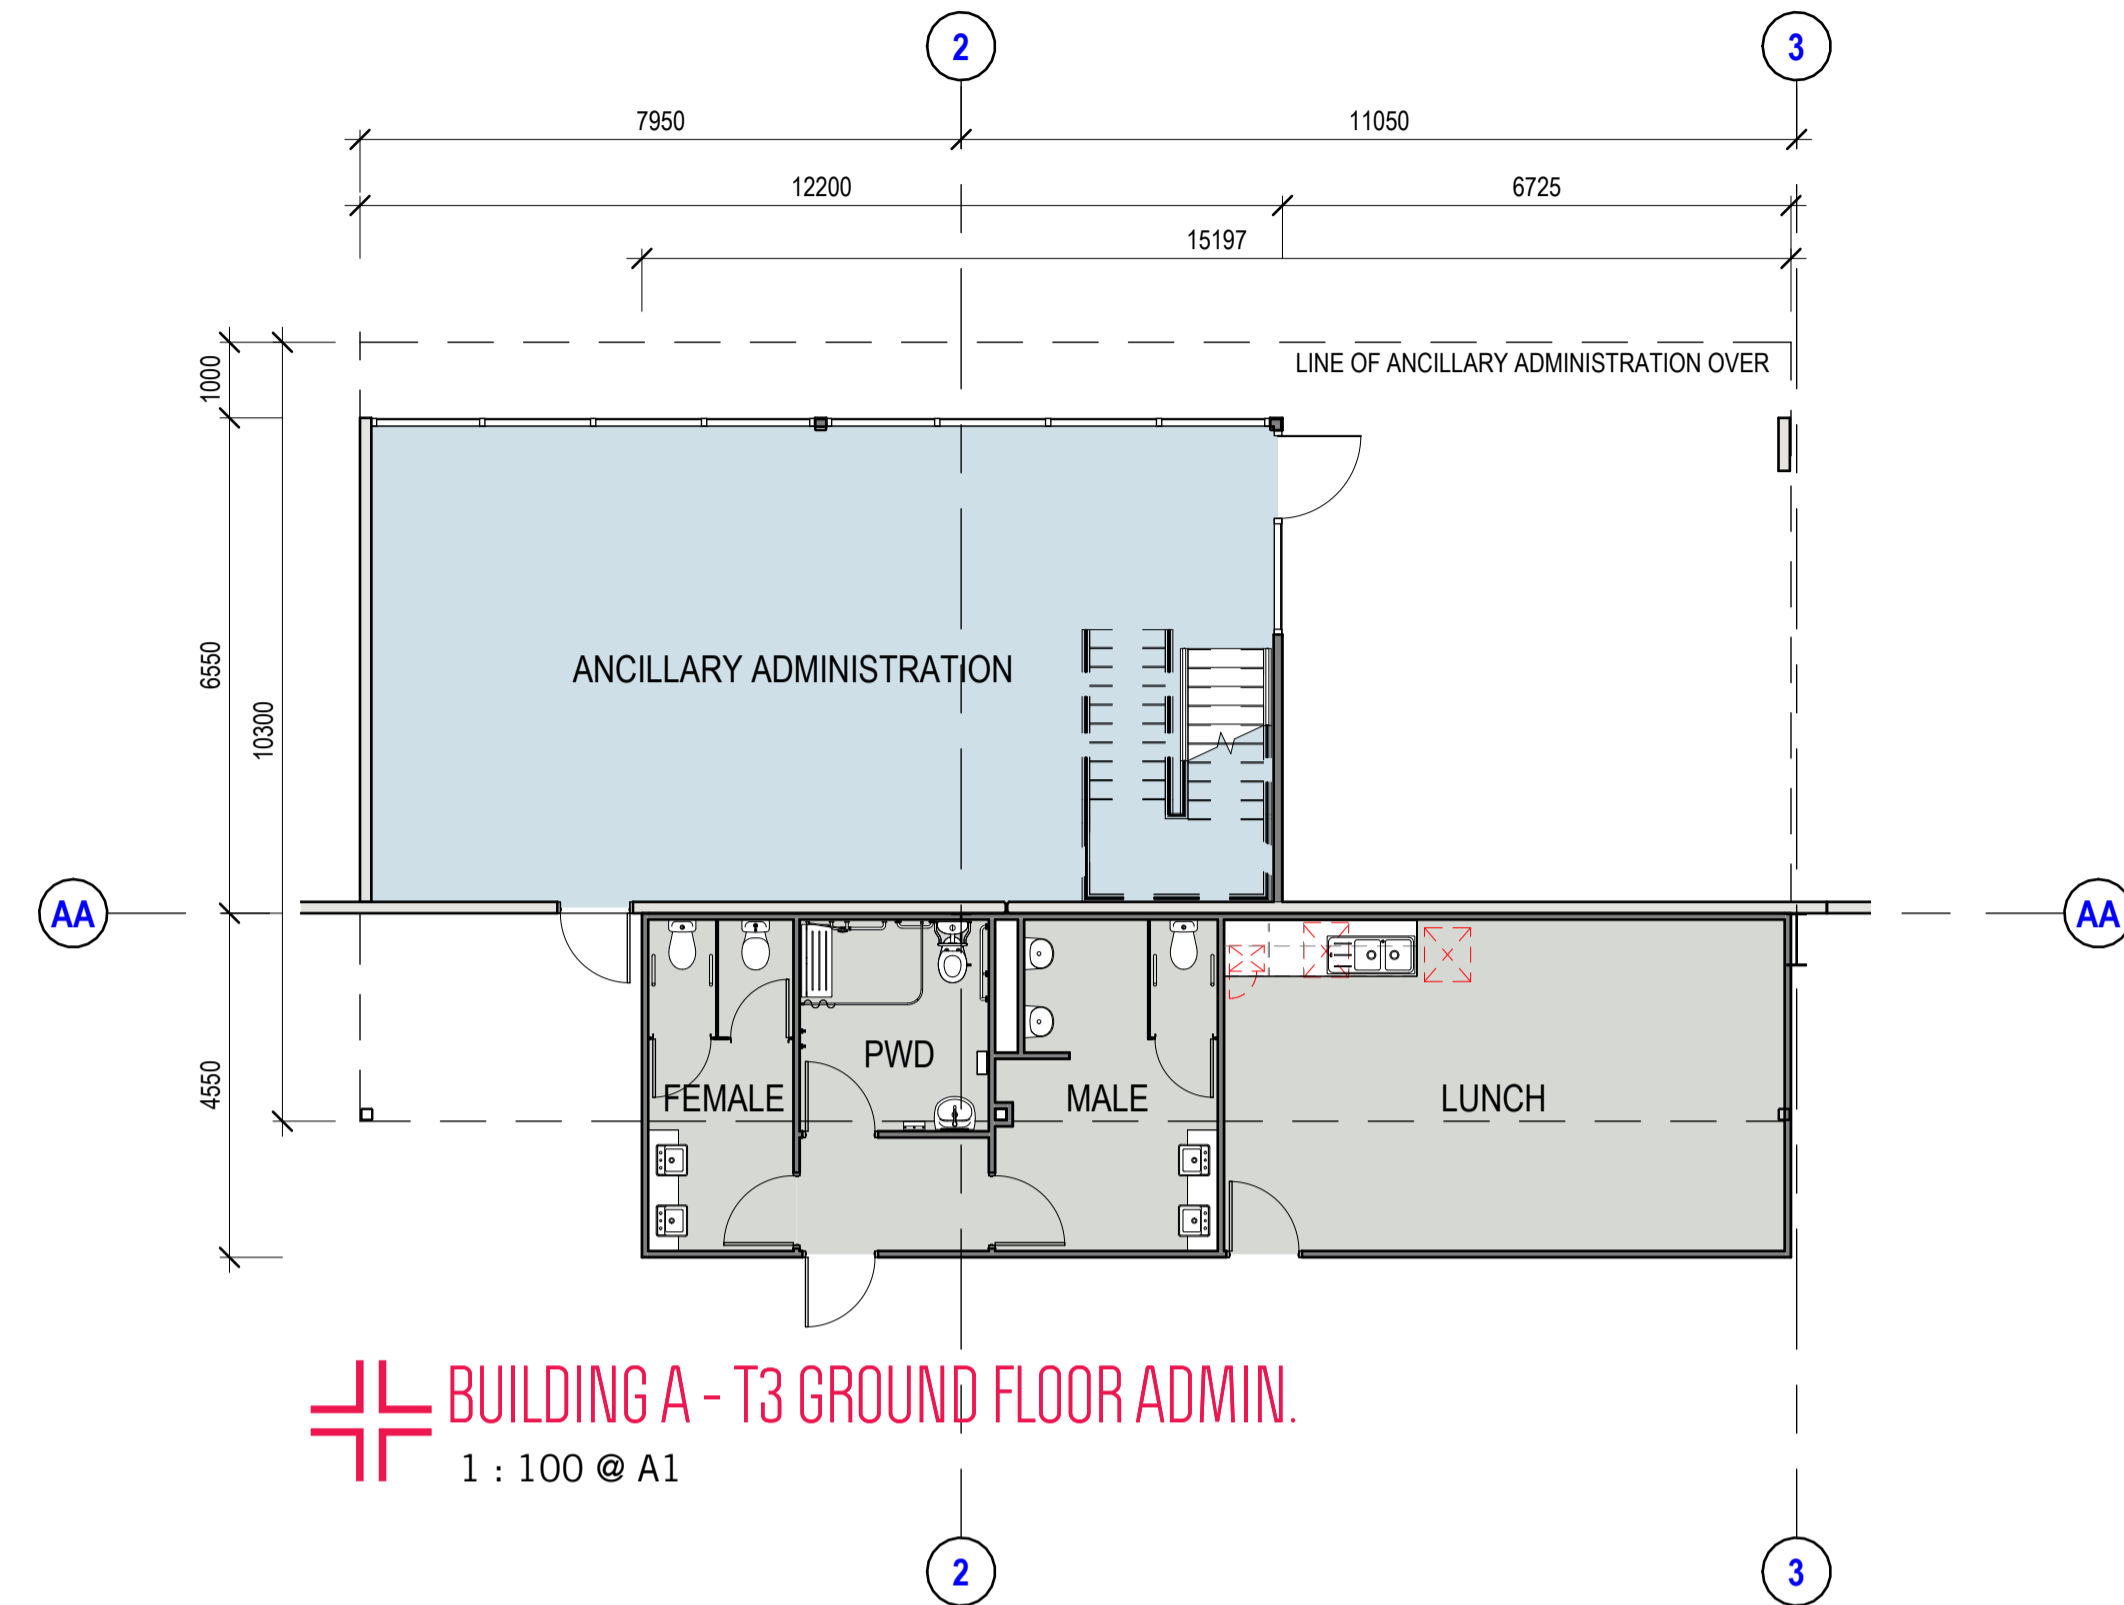 2
3
7950
11050
12200
6725
15197
1000
LINE OF ANCILLARY ADMINISTRATION OVER
6550
10300
ANCILLARY ADMINISTRATION
AA
AA
4550
PWD
FEMALE
MALE
LUNCH
BUILDING A - T3 GROUND FLOOR ADMIN.
1 : 100 @ A1
2
3